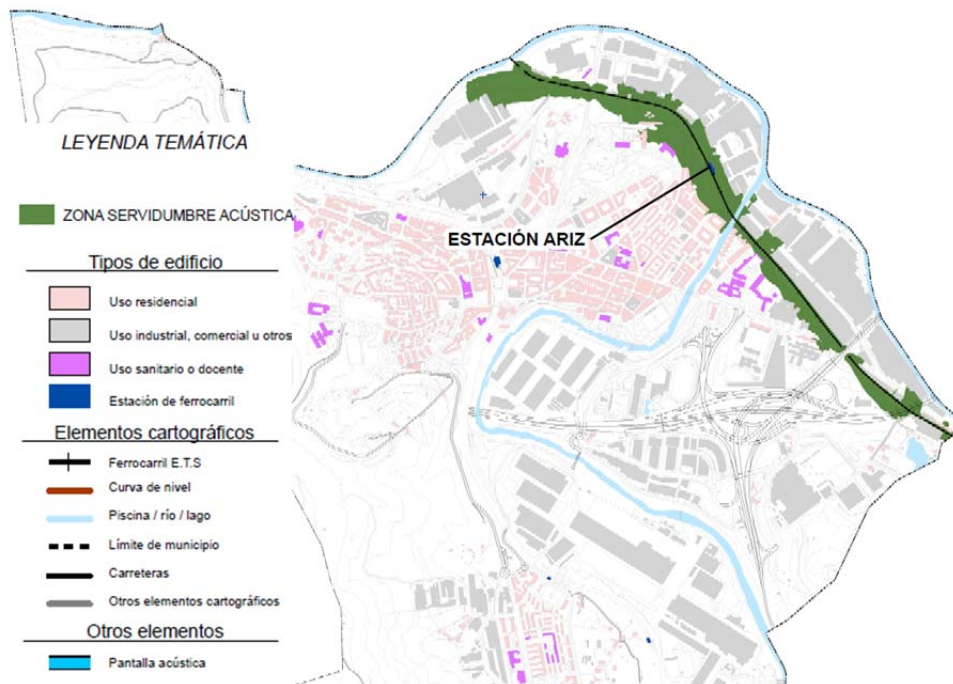 LEYENDA TEMÁTICA
ZONA SERVIDUMBRE ACÚSTICA
Tipos de edificio
Uso residencial
Uso industrial, comercial u otros
Uso sanitario o docente
Estación de ferrocarril
Elementos cartográficos
Ferrocarril E.T.S
Curva de nivel
Piscina / río / lago
Límite de municipio
Carreteras
Otros elementos cartográficos
Otros elementos
Pantalla acústica
ESTACIÓN ARIZ